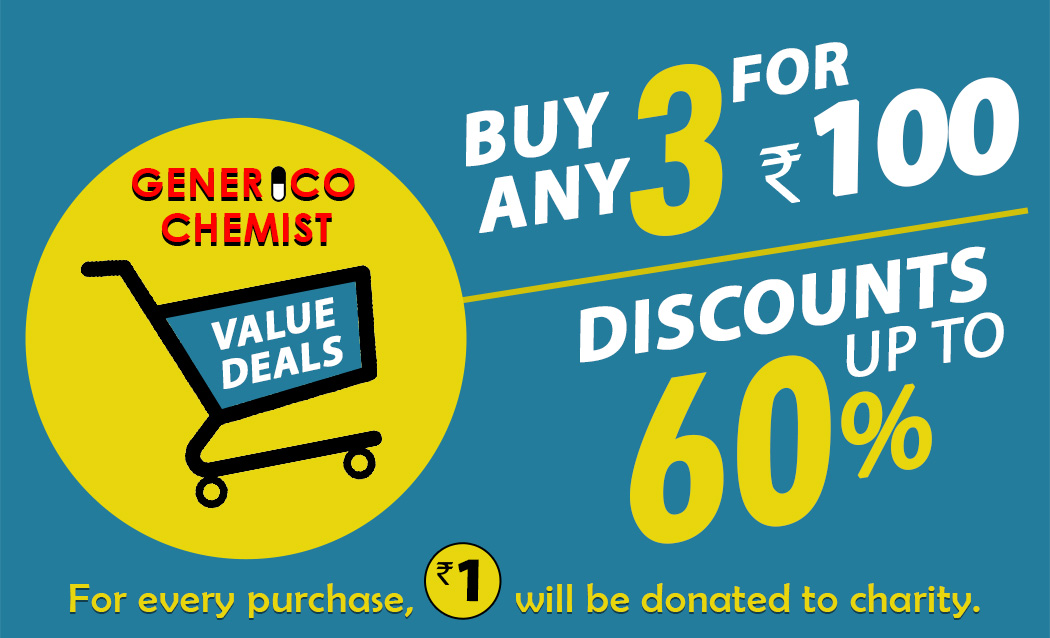 GENERICO
CHEMIST
VALUE
DEALS
BUY ANY 3 FOR ₹100
DISCOUNTS
UP TO
60%
For every purchase, ₹1 will be donated to charity.